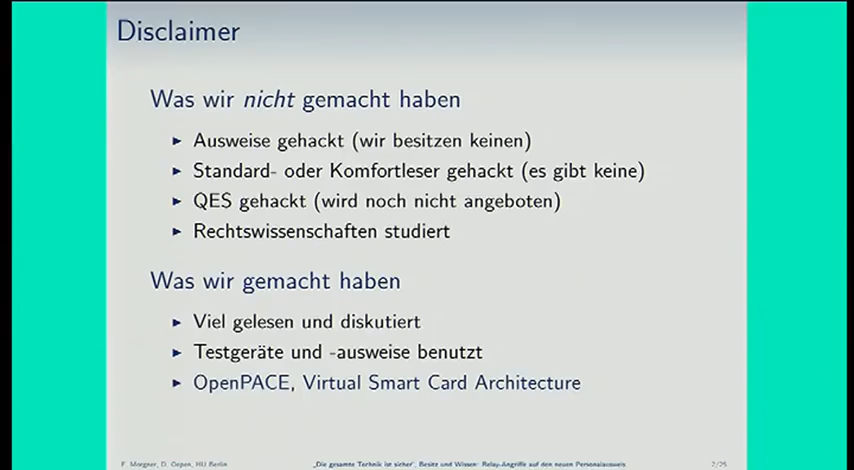 Disclaimer
Was wir nicht gemacht haben
Ausweise gehackt (wir besitzen keinen)
Standard- oder Komfortleser gehackt (es gibt keine)
QES gehackt (wird noch nicht angeboten)
Rechtswissenschaften studiert
Was wir gemacht haben
Viel gelesen und diskutiert
Testgeräte und -ausweise benutzt
OpenPACE, Virtual Smart Card Architecture
F. Morgner, D. Oepen, HU Berlin
„Die gesamte Technik ist sicher“, Besitz und Wissen: Relay-Angriffe auf den neuen Personalausweis
2/25